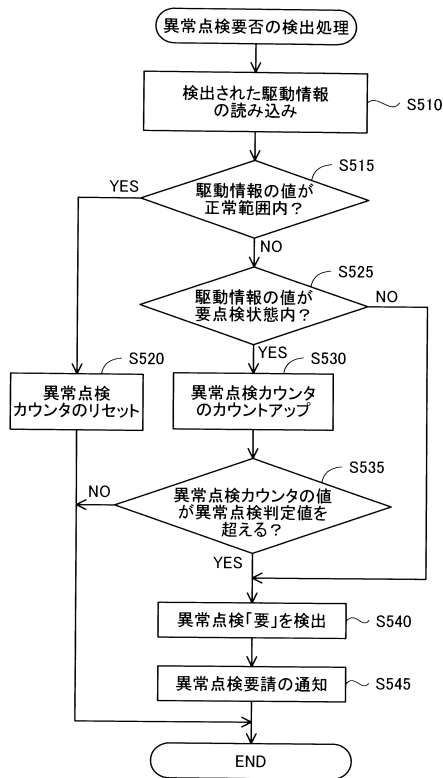 異常点検要否の検出処理
検出された駆動情報
の読み込み
S510
S515
駆動情報の値が
正常範囲内？
YES
NO
S525
駆動情報の値が
要点検状態内？
NO
YES
S520
異常点検
カウンタのリセット
S530
異常点検カウンタ
のカウントアップ
S535
異常点検カウンタの値
が異常点検判定値を
超える？
NO
YES
異常点検「要」を検出
S540
異常点検要請の通知
S545
END